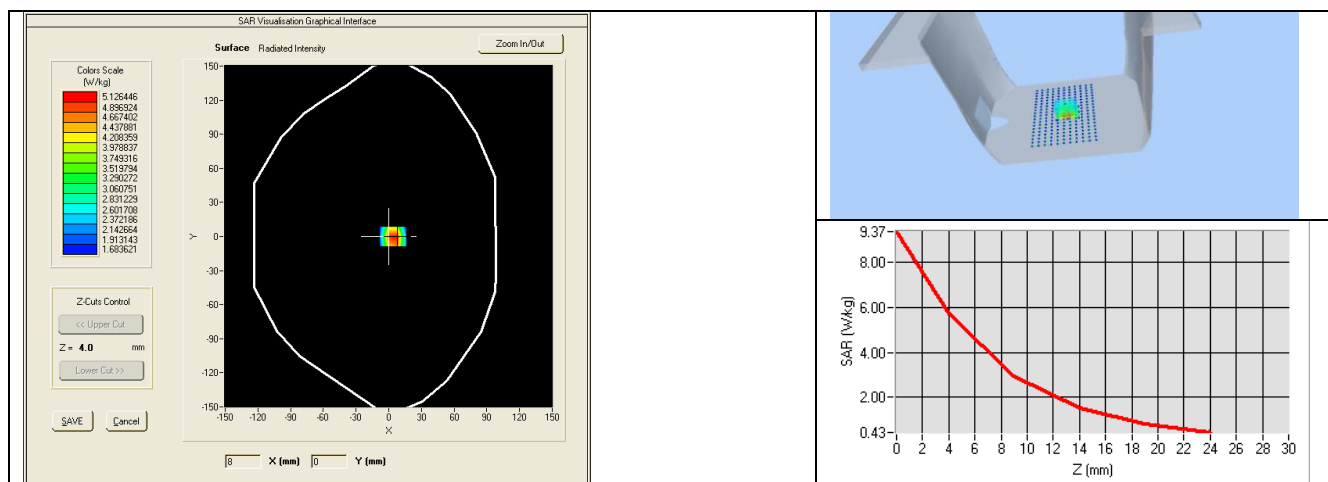 SAR Visualisation Graphical Interface
Surface Radiated Intensity
Zoom In/Out
Colors Scale
(W/kg)
5.126446
4.896924
4.667402
4.437881
4.208359
3.978837
3.749316
3.519794
3.290272
3.060751
2.831229
2.601708
2.372186
2.142664
1.913143
1.683621
Z-Cuts Control
<< Upper Cut
Z = 4.0 mm
Lower Cut >>
SAVE Cancel
150
120
90
60
30
0
-30
-60
-90
-120
-150
Y
-150 -120 -90 -60 -30 0 30 60 90 120 150
X
8 X (mm) 0 Y (mm)
9.37
8.00
6.00
4.00
2.00
0.43
SAR (W/kg)
0 2 4 6 8 10 12 14 16 18 20 22 24 26 28 30
Z (mm)